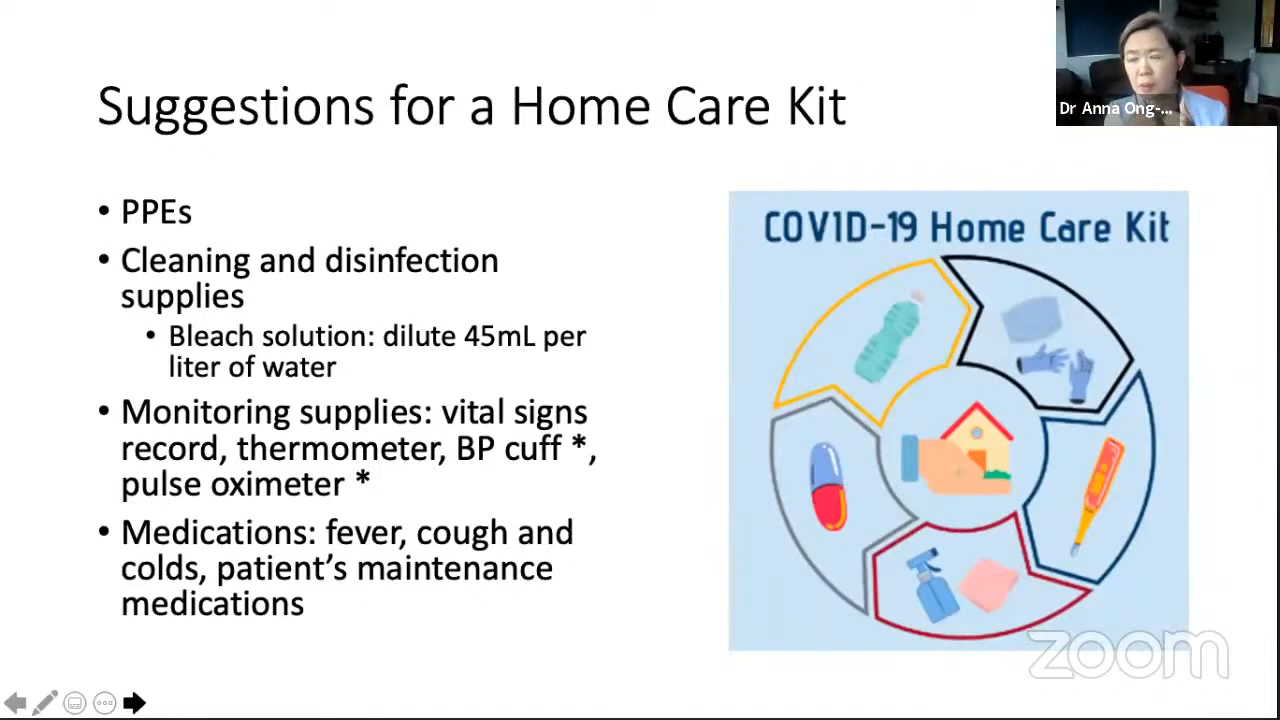 Suggestions for a Home Care Kit
Dr Anna Ong-...
• PPEs
• Cleaning and disinfection
supplies
• Bleach solution: dilute 45mL per
liter of water
• Monitoring supplies: vital signs
record, thermometer, BP cuff *,
pulse oximeter *
• Medications: fever, cough and
colds, patient’s maintenance
medications
COVID-19 Home Care Kit
zoom